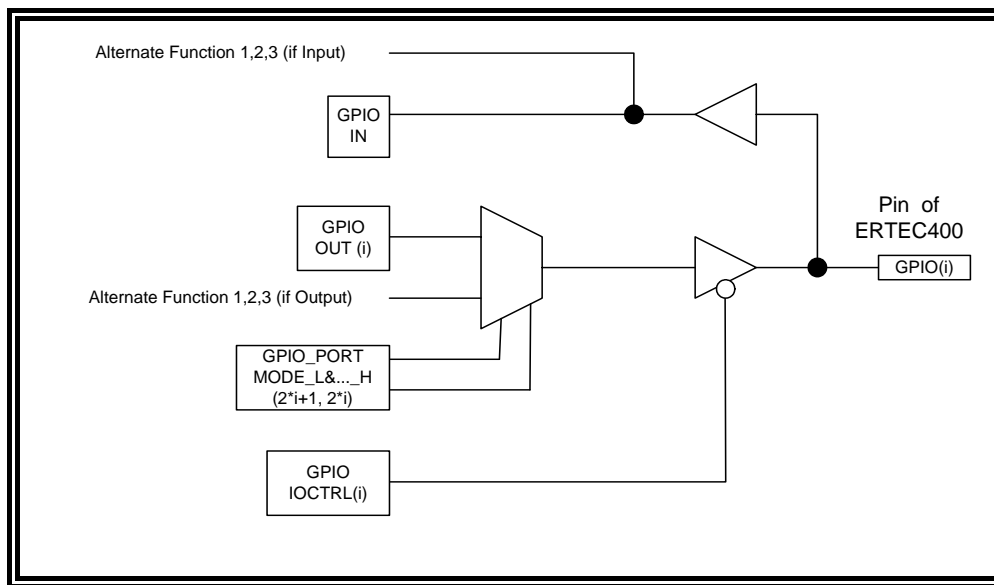 Alternate Function 1,2,3 (if Input)
GPIO
IN
Pin of
ERTEC400
GPIO
OUT (i)
GPIO(i)
Alternate Function 1,2,3 (if Output)
GPIO_PORT
MODE_L&..._H
(2*i+1, 2*i)
GPIO
IOCTRL(i)